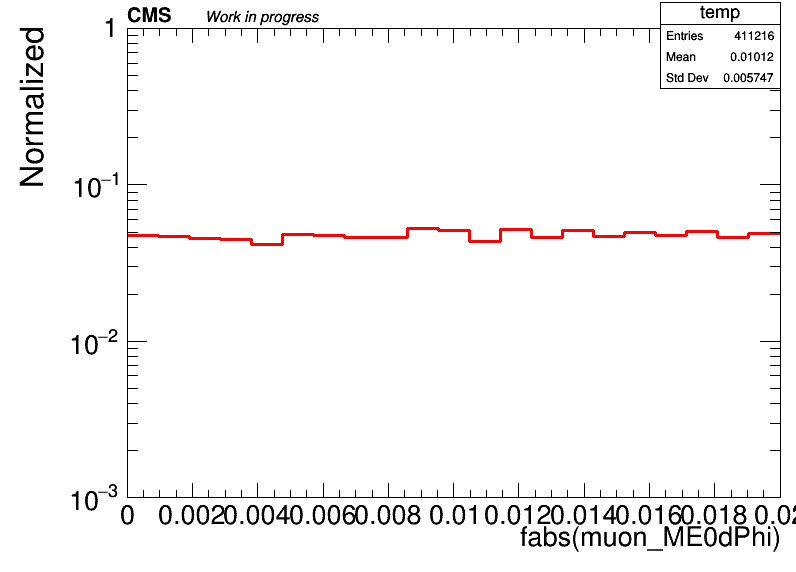 CMS Work in progress
temp
Entries 411216
Mean 0.01012
Std Dev 0.005747
Normalized
1
10⁻¹
10⁻²
10⁻³
0 0.002 0.004 0.006 0.008 0.01 0.012 0.014 0.016 0.018 0.02
fabs(muon_ME0dPhi)